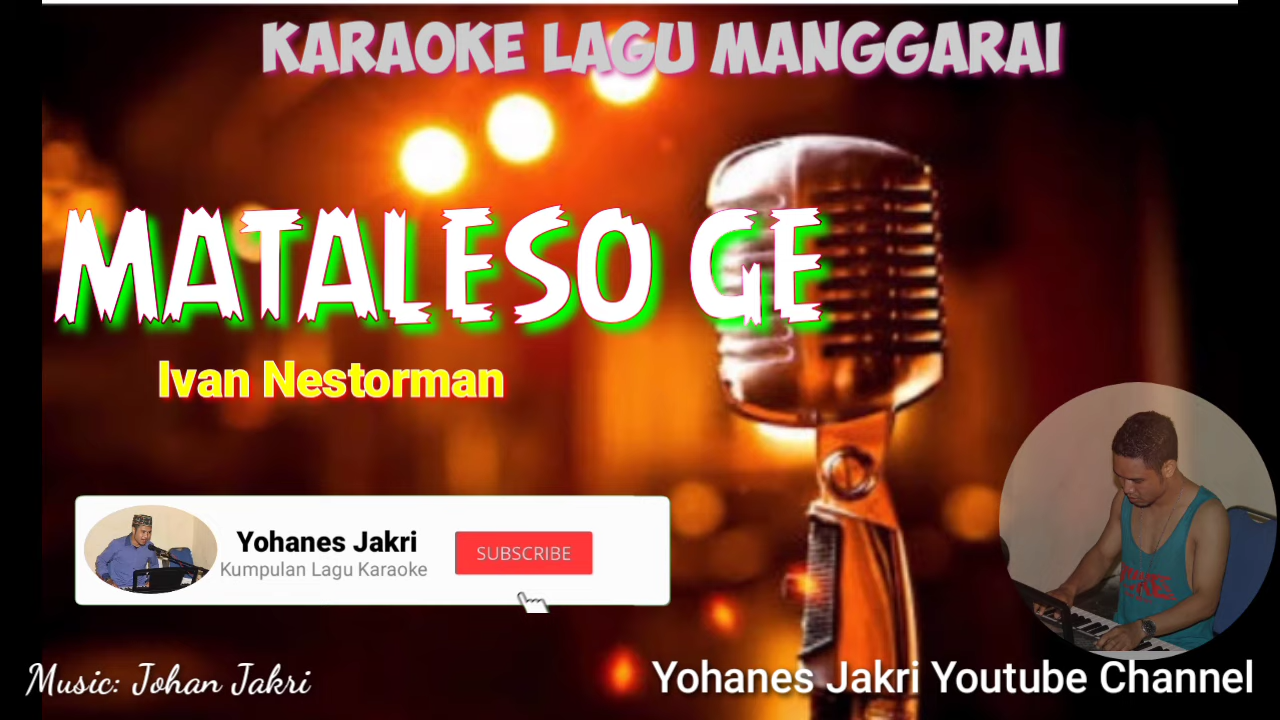 KARAOKE LAGU MANGGARAI
MATALESO GE
Ivan Nestorman
Yohanes Jakri
Kumpulan Lagu Karaoke
SUBSCRIBE
Music: Johan Jakri
Yohanes Jakri Youtube Channel